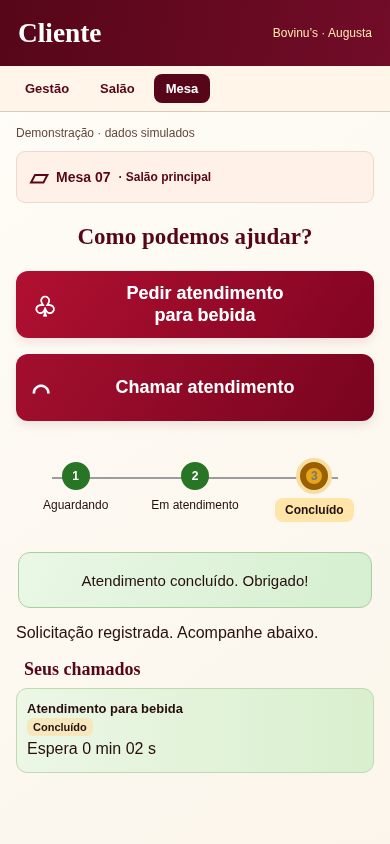 Cliente
Bovinu's · Augusta
Gestão
Salão
Mesa
Demonstração · dados simulados
Mesa 07 · Salão principal
Como podemos ajudar?
Pedir atendimento
para bebida
Chamar atendimento
1
2
3
Aguardando
Em atendimento
Concluído
Atendimento concluído. Obrigado!
Solicitação registrada. Acompanhe abaixo.
Seus chamados
Atendimento para bebida
Concluído
Espera 0 min 02 s